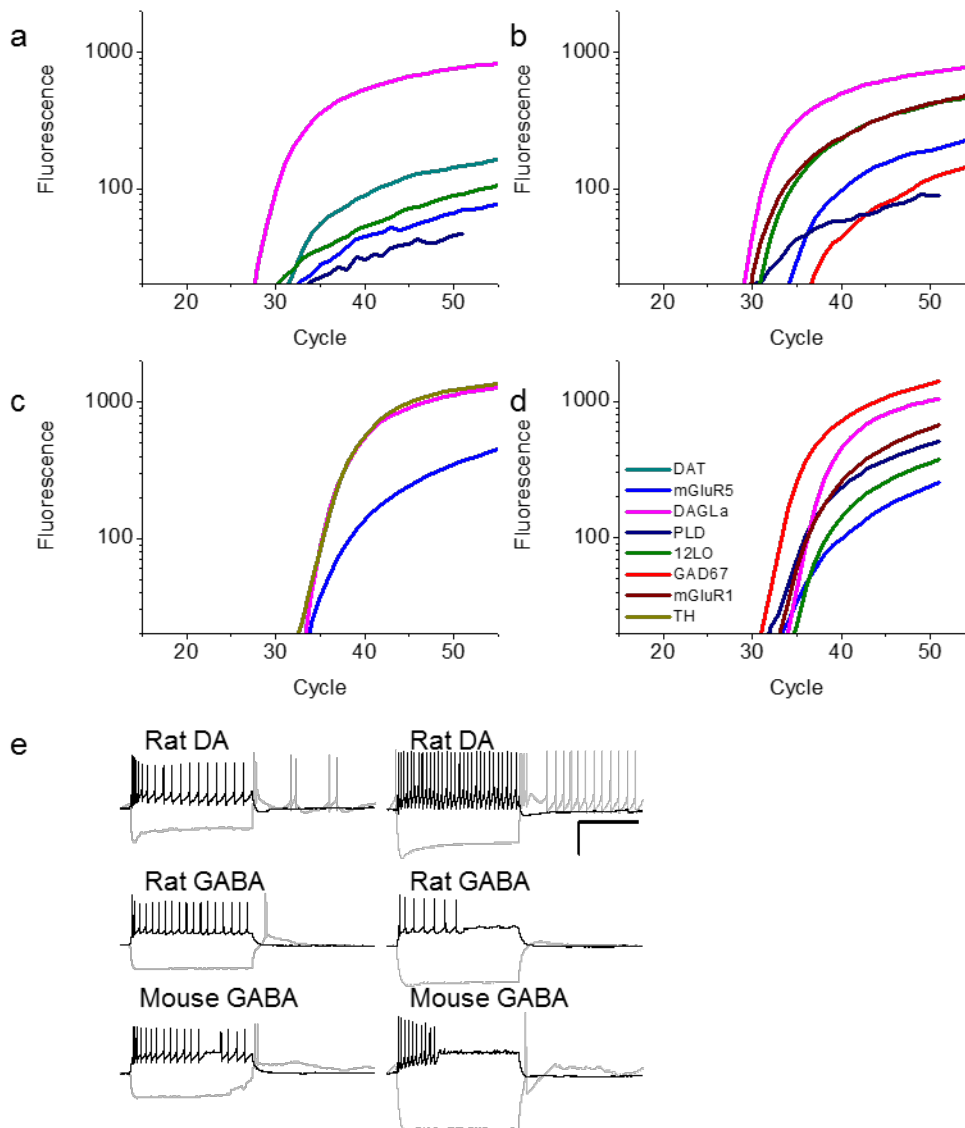 a
b
1000
100
Fluorescence
20 30 40 50
Cycle
1000
100
Fluorescence
20 30 40 50
Cycle
c
d
1000
100
Fluorescence
20 30 40 50
Cycle
1000
100
Fluorescence
DAT
mGluR5
DAGLa
PLD
12LO
GAD67
mGluR1
TH
20 30 40 50
Cycle
e
Rat DA
Rat DA
Rat GABA
Rat GABA
Mouse GABA
Mouse GABA